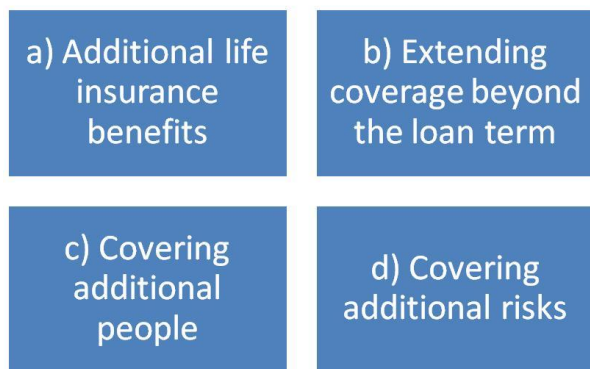 a) Additional life
insurance
benefits
b) Extending
coverage beyond
the loan term
c) Covering
additional
people
d) Covering
additional risks